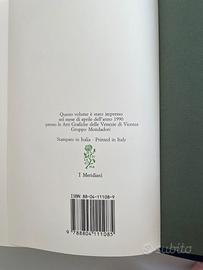 Questo volume è stato impresso
nel mese di aprile dell'anno 1990
presso le Arti Grafiche delle Venezie di Vicenza
Gruppo Mondadori
Stampato in Italia - Printed in Italy
I Meridiani
ISBN 88-04-11108-9
9 788804 111085
subito